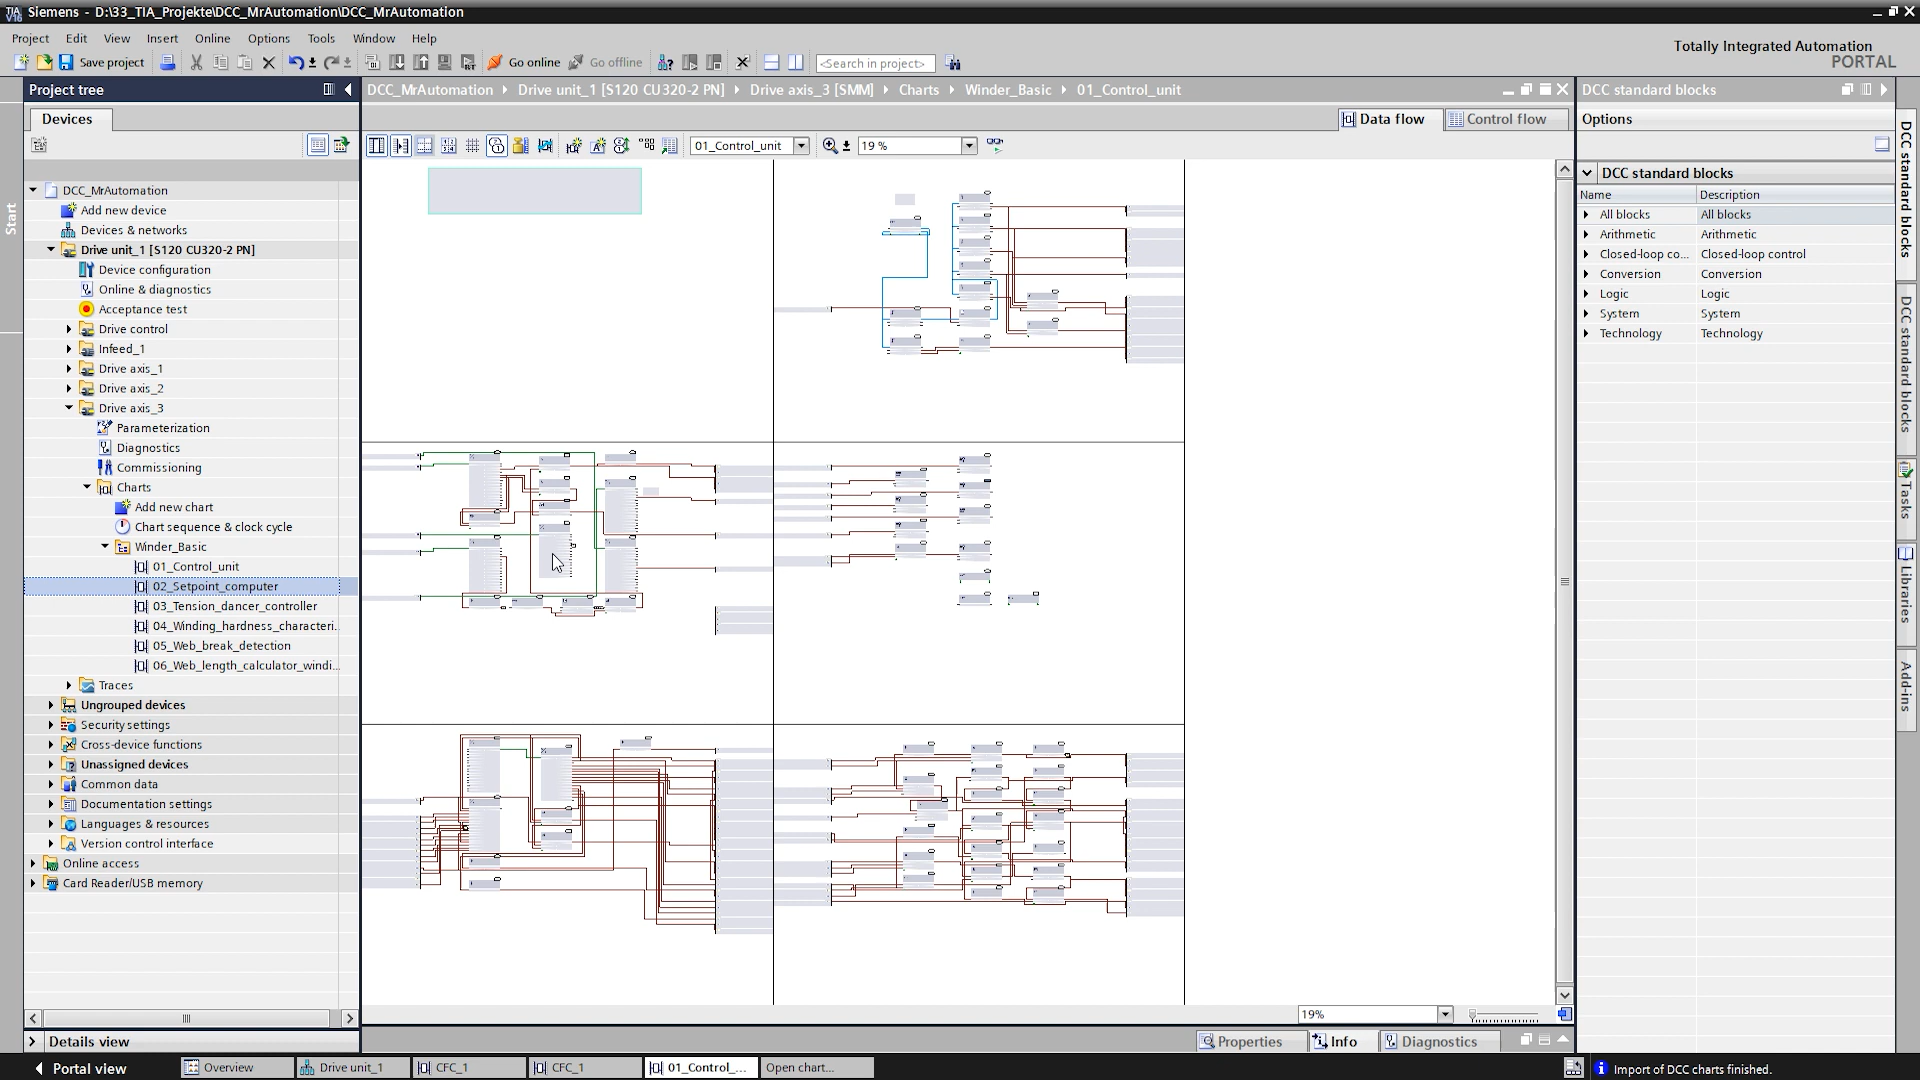 Siemens - D:\33_TIA_Projekte\DCC_MrAutomation\DCC_MrAutomation
Project Edit View Insert Online Options Tools Window Help
Totally Integrated Automation
PORTAL
Save project
Go online
Go offline
<Search in project>
Project tree
DCC_MrAutomation Drive unit_1 [S120 CU320-2 PN] Drive axis_3 [SMM] Charts Winder_Basic 01_Control_unit
DCC standard blocks
Devices
Data flow
Control flow
Options
01_Control_unit
19 %
Start
DCC_MrAutomation
Add new device
Devices & networks
Drive unit_1 [S120 CU320-2 PN]
Device configuration
Online & diagnostics
Acceptance test
Drive control
Infeed_1
Drive axis_1
Drive axis_2
Drive axis_3
Parameterization
Diagnostics
Commissioning
Charts
Add new chart
Chart sequence & clock cycle
Winder_Basic
01_Control_unit
02_Setpoint_computer
03_Tension_dancer_controller
04_Winding_hardness_characteri..
05_Web_break_detection
06_Web_length_calculator_windi...
Traces
Ungrouped devices
Security settings
Cross-device functions
Unassigned devices
Common data
Documentation settings
Languages & resources
Version control interface
Online access
Card Reader/USB memory
Details view
DCC standard blocks
Name Description
All blocks All blocks
Arithmetic Arithmetic
Closed-loop co... Closed-loop control
Conversion Conversion
Logic Logic
System System
Technology Technology
DCC standard blocks
DCC standard blocks
Tasks
Libraries
Add-ins
19%
Properties
Info
Diagnostics
Portal view
Overview
Drive unit_1
CFC_1
CFC_1
01_Control_...
Open chart...
Import of DCC charts finished.